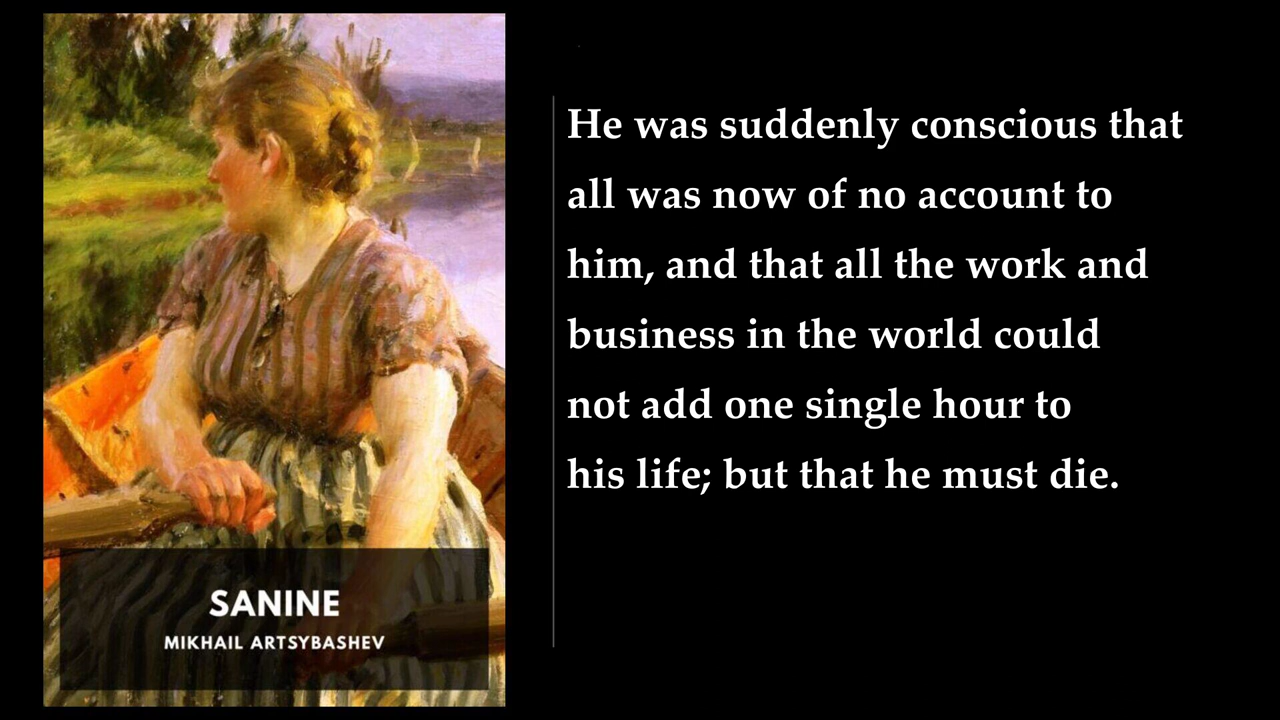 SANINE
MIKHAIL ARTSYBASHEV
He was suddenly conscious that
all was now of no account to
him, and that all the work and
business in the world could
not add one single hour to
his life; but that he must die.